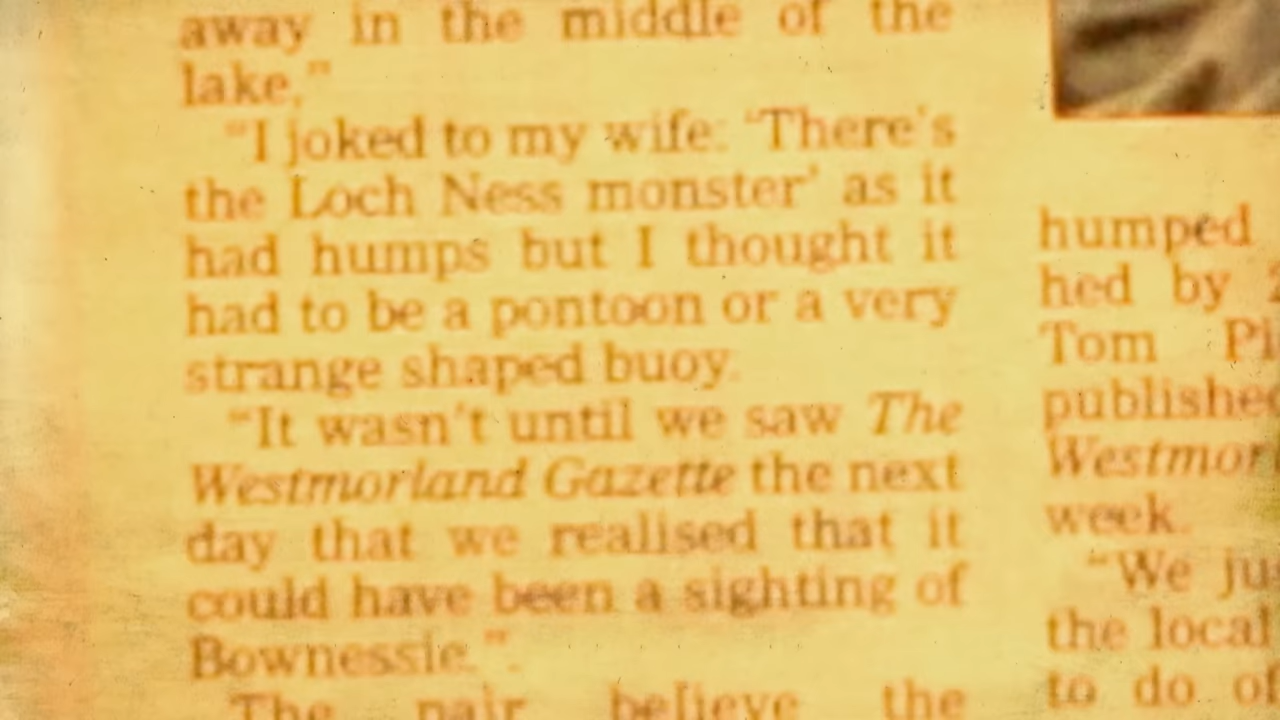 away in the middle of the
lake,"
"I joked to my wife: 'There's
the Loch Ness monster' as it
had humps but I thought it
had to be a pontoon or a very
strange shaped buoy.
"It wasn't until we saw The
Westmorland Gazette the next
day that we realised that it
could have been a sighting of
Bownessie.".
The pair believe the
humped
hed by
Tom Pi
published
Westmor
week.
"We ju
the local
to do of